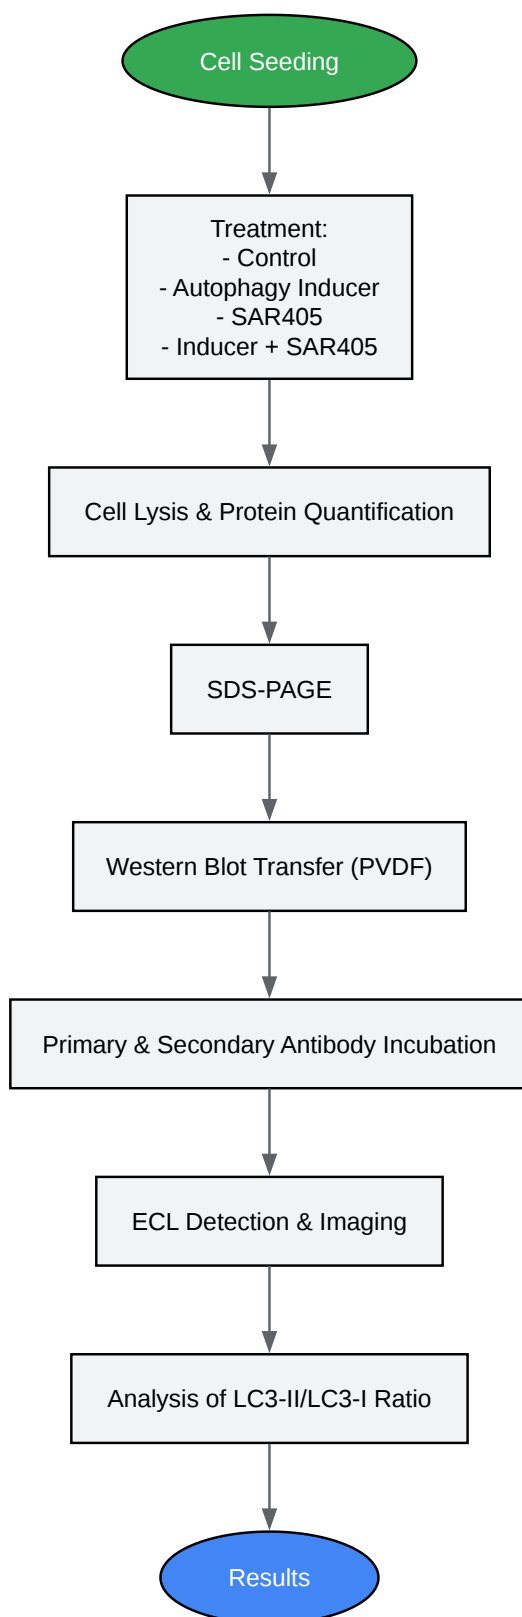 Cell Seeding
Treatment:
- Control
- Autophagy Inducer
- SAR405
- Inducer + SAR405
Cell Lysis & Protein Quantification
SDS-PAGE
Western Blot Transfer (PVDF)
Primary & Secondary Antibody Incubation
ECL Detection & Imaging
Analysis of LC3-II/LC3-I Ratio
Results